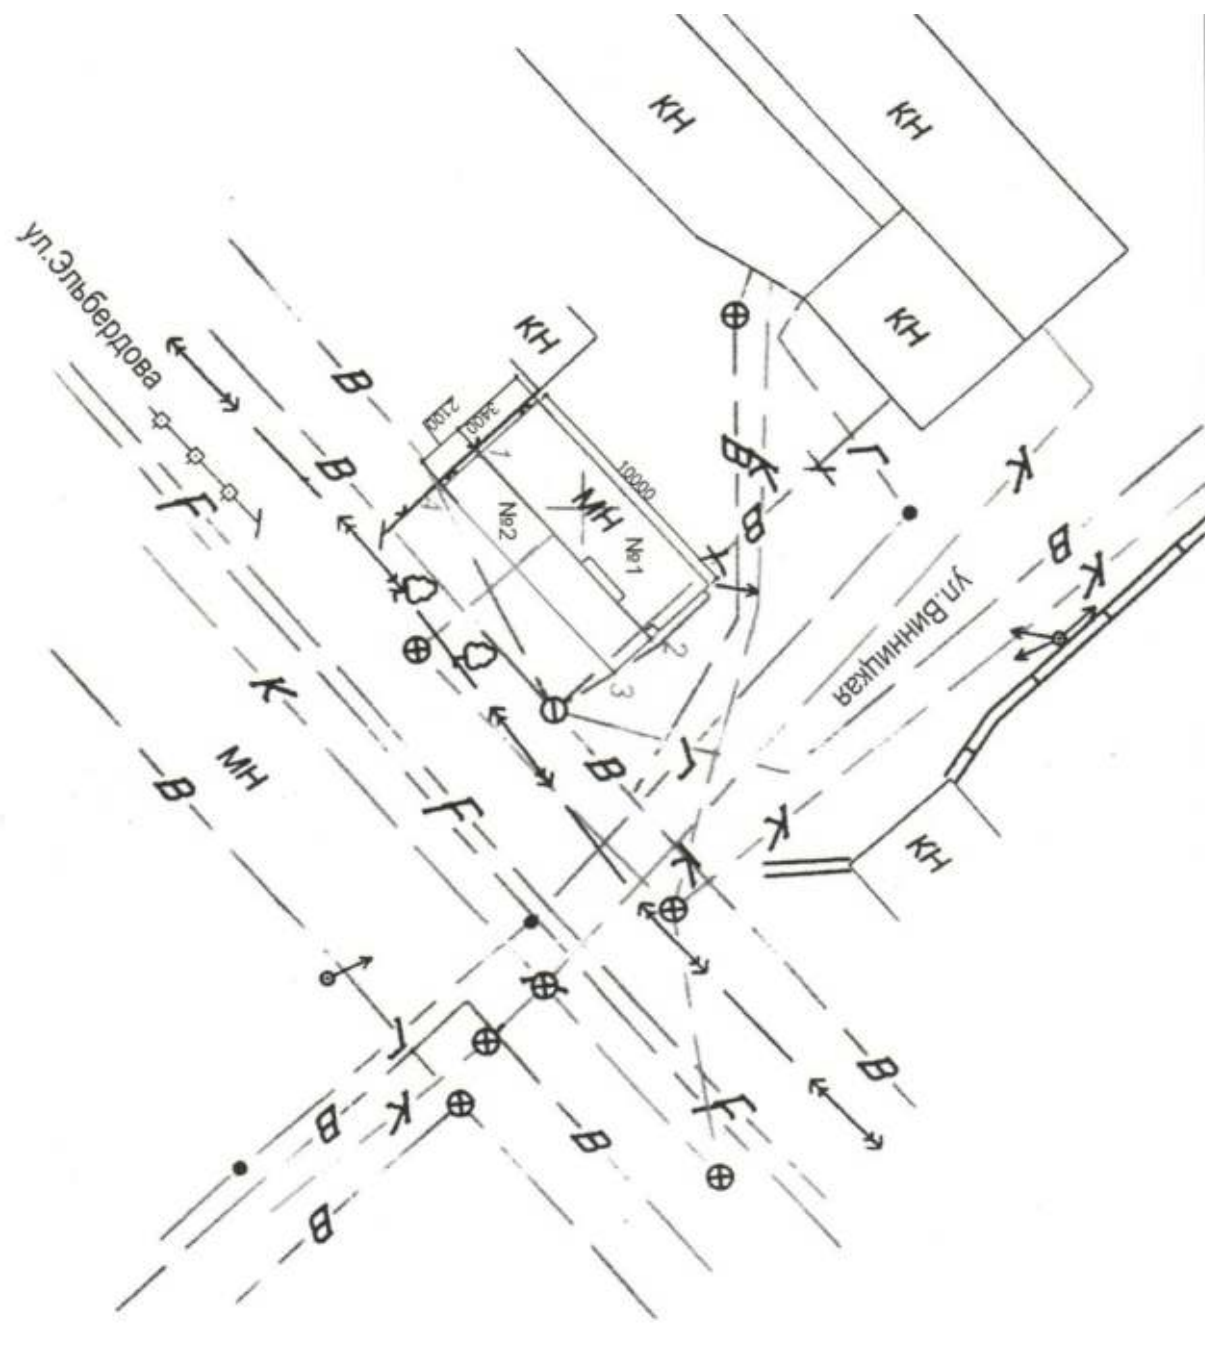 КН
КН
ул.Эльбердова
КН
КН
В
2100
3400
10000
В
1
В
К
Г
К
МН
№2
№1
В
В
К
ул.Винницкая
2
3
К
МН
В
В
Г
К
К
КН
Г
В
К
В
В
В